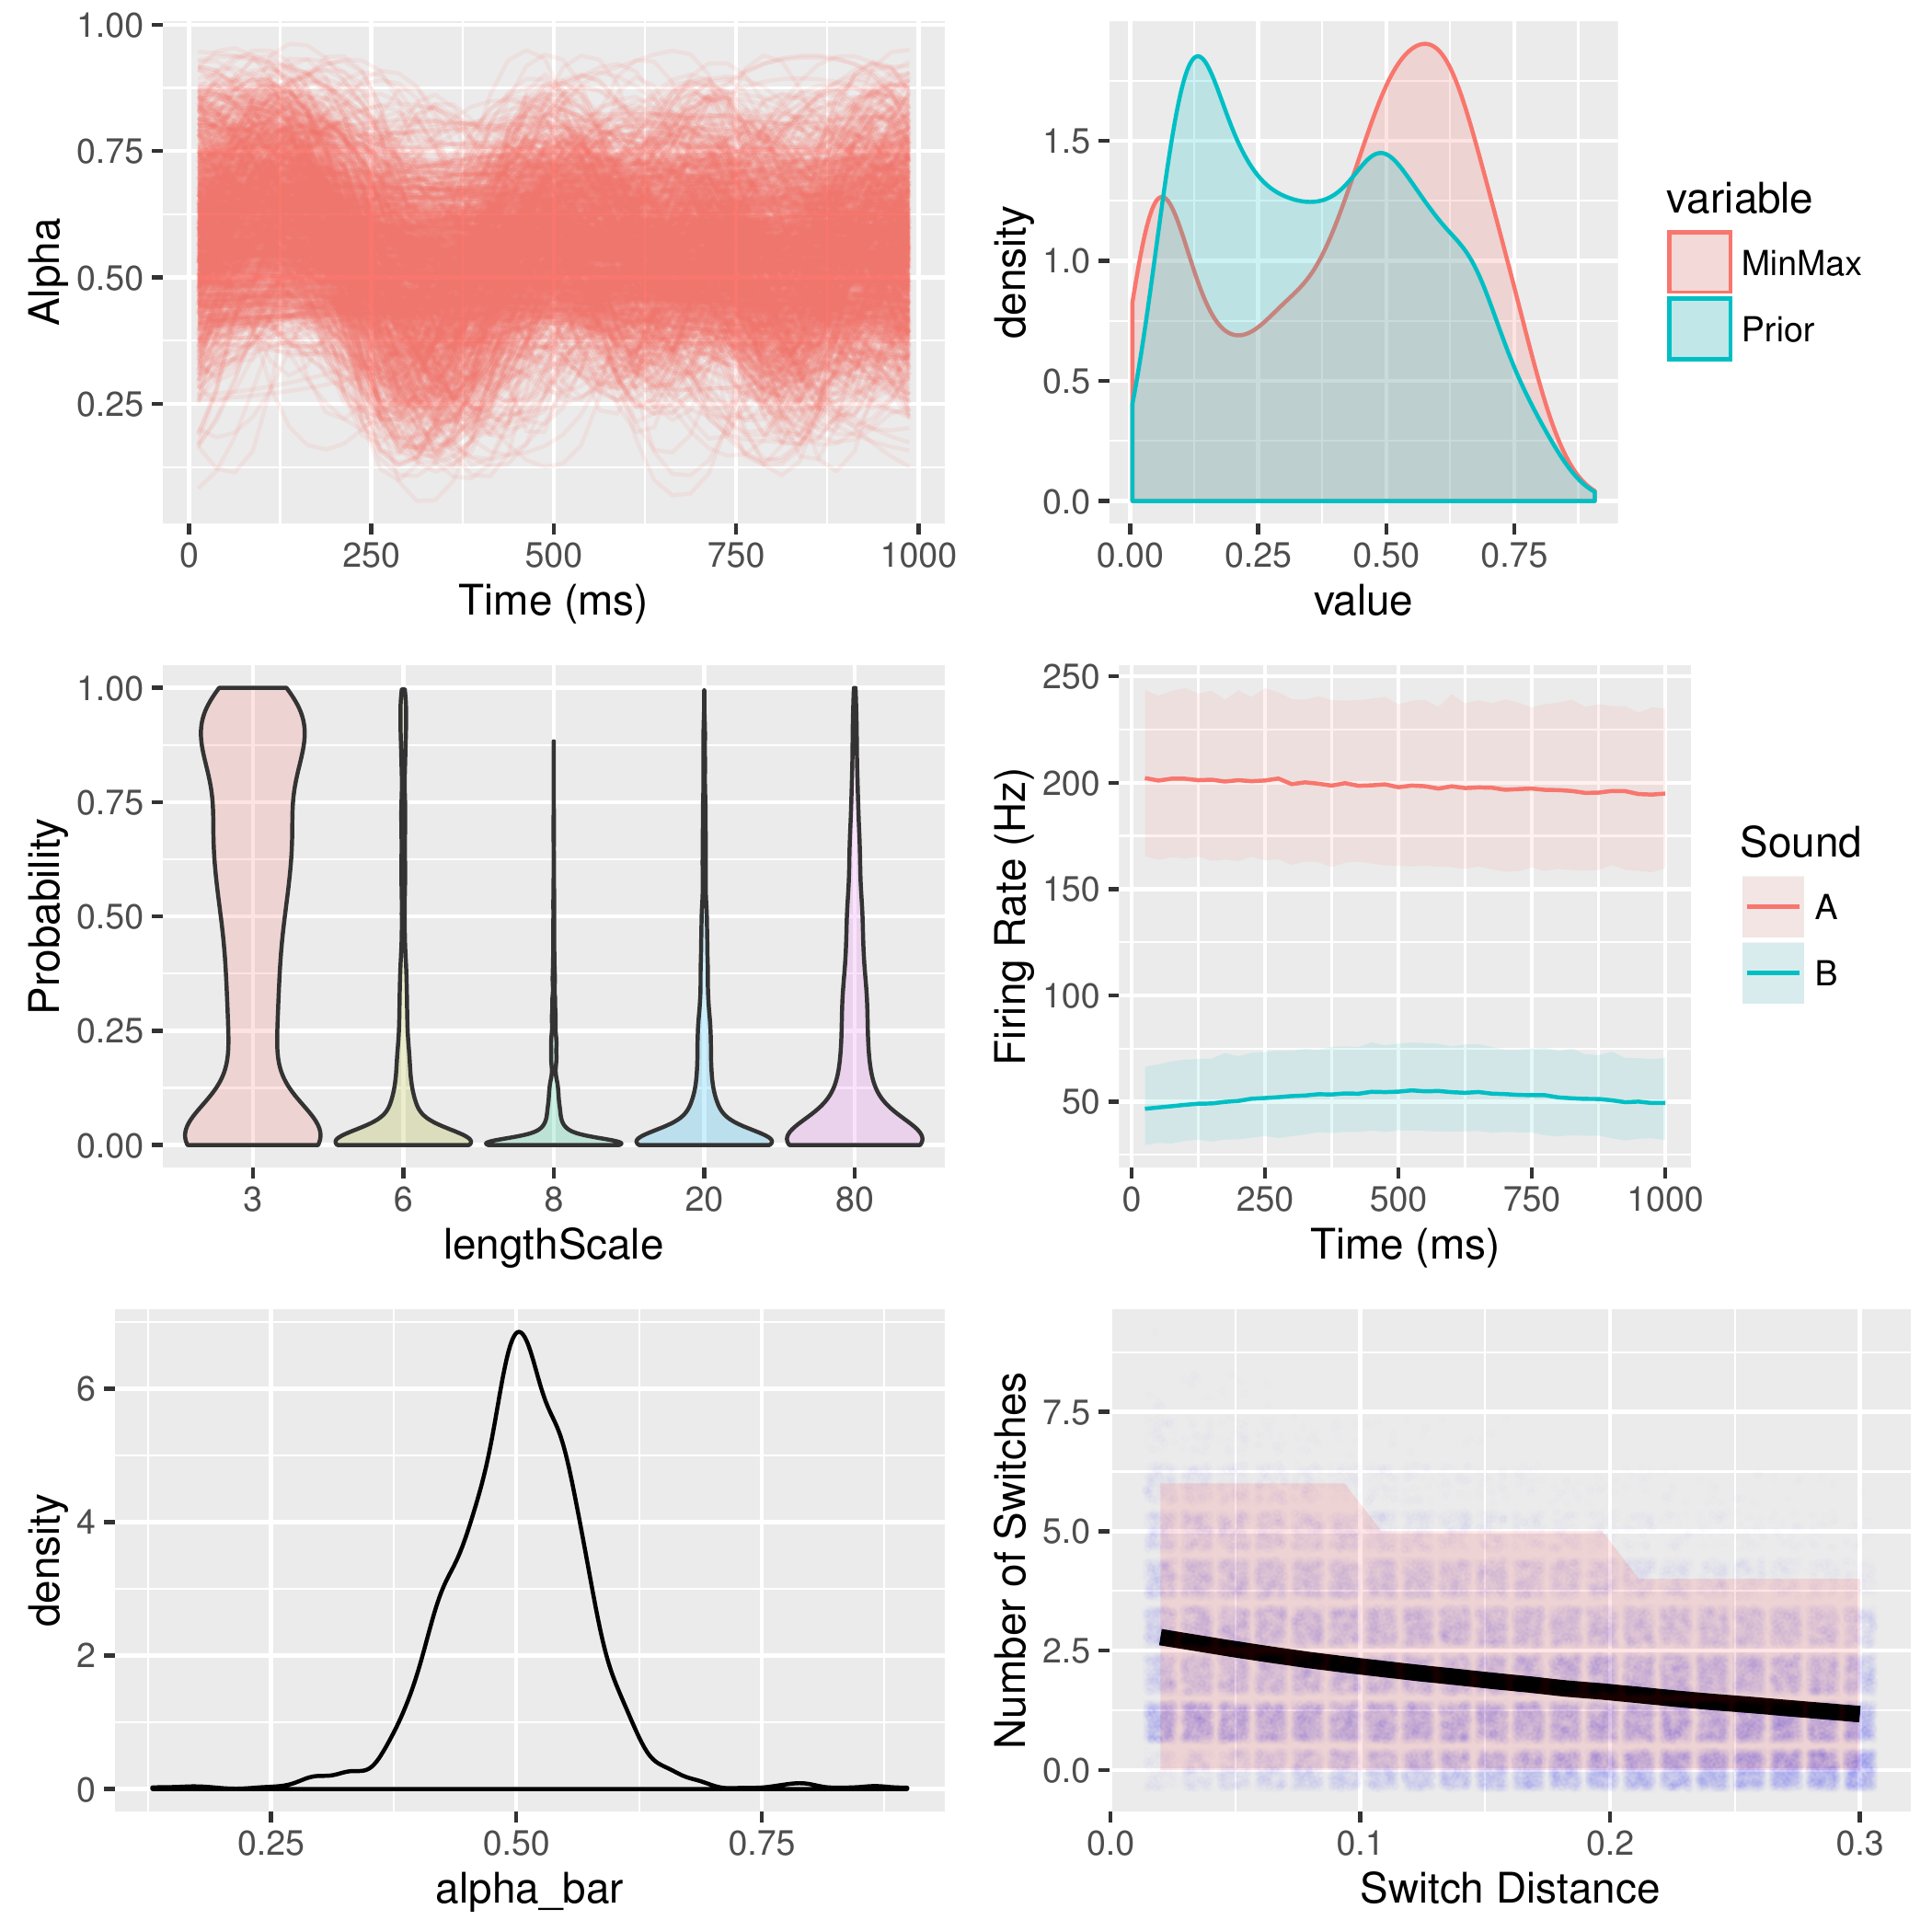 1.00
0.75
0.50
0.25
Alpha
0 250 500 750 1000
Time (ms)
1.5
1.0
0.5
0.0
density
0.00 0.25 0.50 0.75
value
variable
MinMax
Prior
1.00
0.75
0.50
0.25
0.00
Probability
3 6 8 20 80
lengthScale
250
200
150
100
50
Firing Rate (Hz)
0 250 500 750 1000
Time (ms)
Sound
A
B
6
4
2
0
density
0.25 0.50 0.75
alpha_bar
7.5
5.0
2.5
0.0
Number of Switches
0.0 0.1 0.2 0.3
Switch Distance